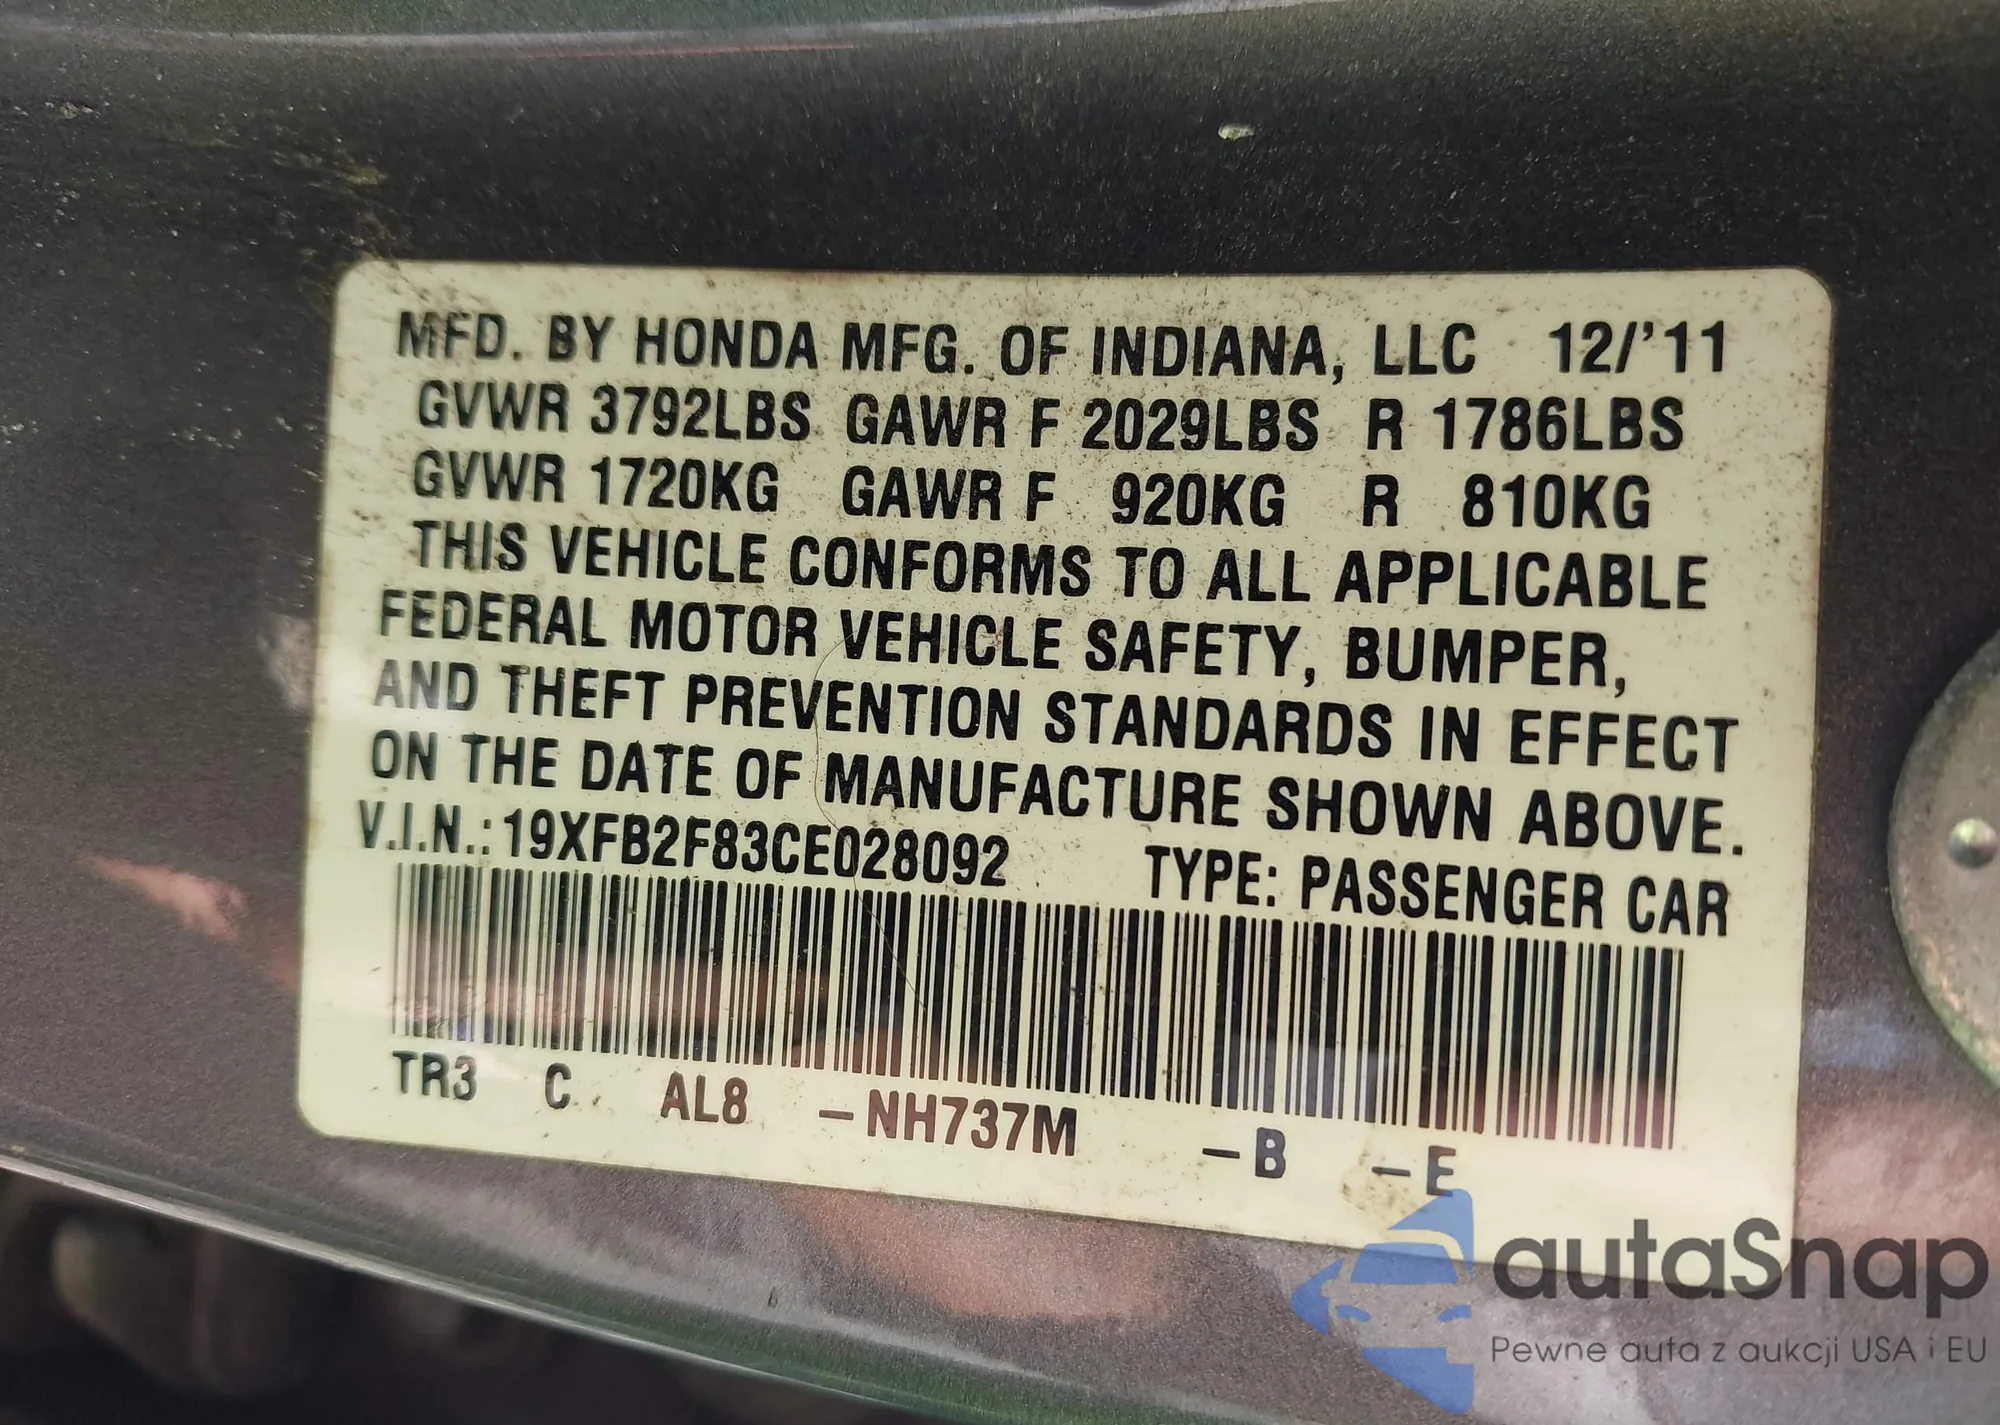 MFD. BY HONDA MFG. OF INDIANA, LLC 12/'11
GVWR 3792LBS GAWR F 2029LBS R 1786LBS
GVWR 1720KG GAWR F 920KG R 810KG
THIS VEHICLE CONFORMS TO ALL APPLICABLE
FEDERAL MOTOR VEHICLE SAFETY, BUMPER,
AND THEFT PREVENTION STANDARDS IN EFFECT
ON THE DATE OF MANUFACTURE SHOWN ABOVE.
V.I.N.: 19XFB2F83CE028092 TYPE: PASSENGER CAR
TR3 C AL8 –NH737M –B –E
autaSnap
Pewne auta z aukcji USA i EU